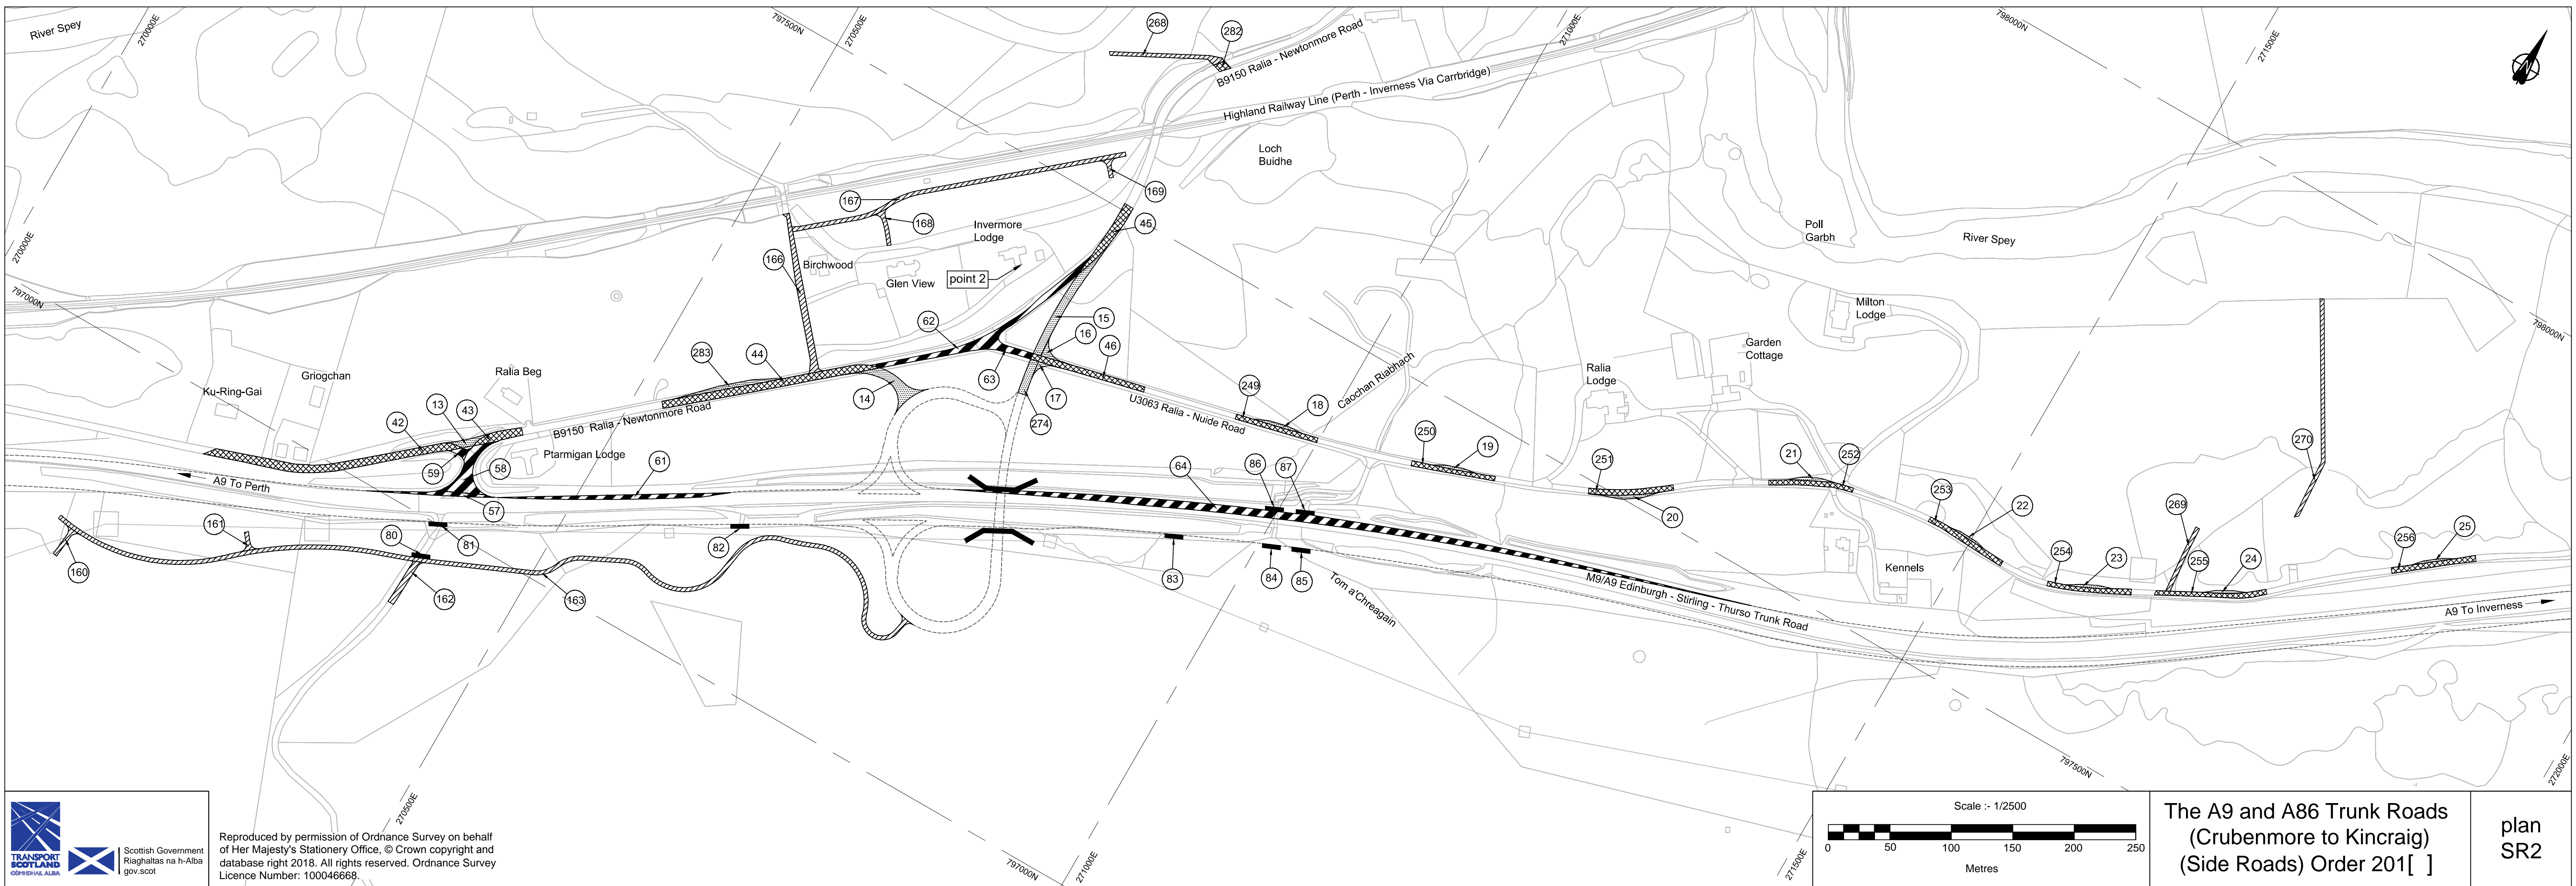 River Spey
270000E
797500N
270500E
268
282
B9150 Ralia - Newtonmore Road
271000E
798000N
271500E
Highland Railway Line (Perth - Inverness Via Carrbridge)
Loch
Buidhe
169
167
168
45
Invermore
Lodge
Poll
Garbh
River Spey
270000E
166
Birchwood
Glen View
point 2
797000N
Milton
Lodge
798000N
62
15
16
46
63
17
274
283
44
14
Garden
Cottage
Caochan Riabhach
Ralia
Lodge
Griogchan
Ku-Ring-Gai
Ralia Beg
249
18
U3063 Ralia - Nuide Road
42
13
43
B9150 Ralia - Newtonmore Road
250
19
251
20
21
252
270
59
58
Ptarmigan Lodge
61
64
86
87
A9 To Perth
57
253
22
269
256
25
161
80
81
82
254
23
255
24
160
162
163
83
84
85
Tom a'Chreagain
Kennels
M9/A9 Edinburgh - Stirling - Thurso Trunk Road
A9 To Inverness
797500N
272000E
270500E
797000N
271000E
271500E
TRANSPORT
SCOTLAND
CÒMHDHAIL ALBA
Scottish Government
Riaghaltas na h-Alba
gov.scot
Reproduced by permission of Ordnance Survey on behalf
of Her Majesty's Stationery Office, © Crown copyright and
database right 2018. All rights reserved. Ordnance Survey
Licence Number: 100046668.
Scale :- 1/2500
0 50 100 150 200 250
Metres
The A9 and A86 Trunk Roads
(Crubenmore to Kincraig)
(Side Roads) Order 201[ ]
plan
SR2